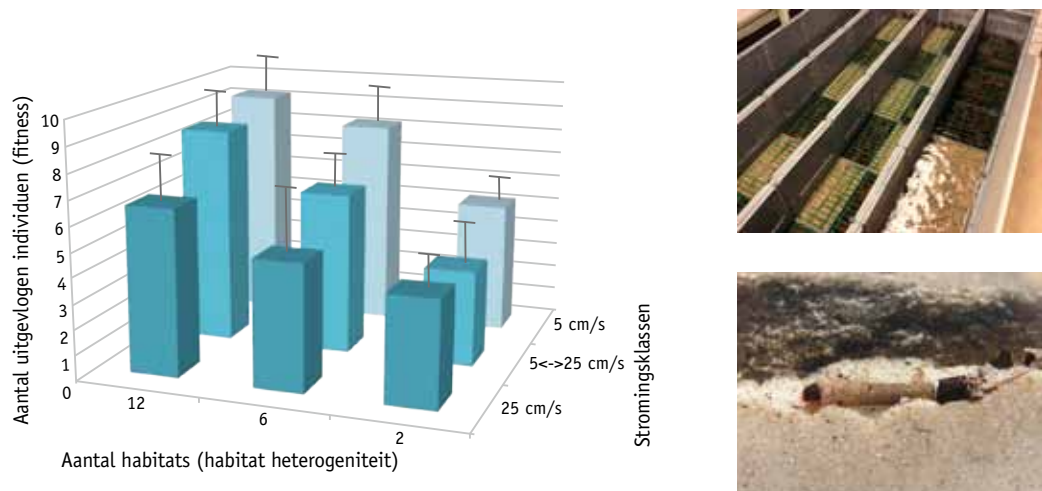 Aantal uitgevlogen individuen (fitness)
10
9
8
7
6
5
4
3
2
1
0
12
6
2
Aantal habitats (habitat heterogeniteit)
5 cm/s
5<->25 cm/s
25 cm/s
Stromingsklassen